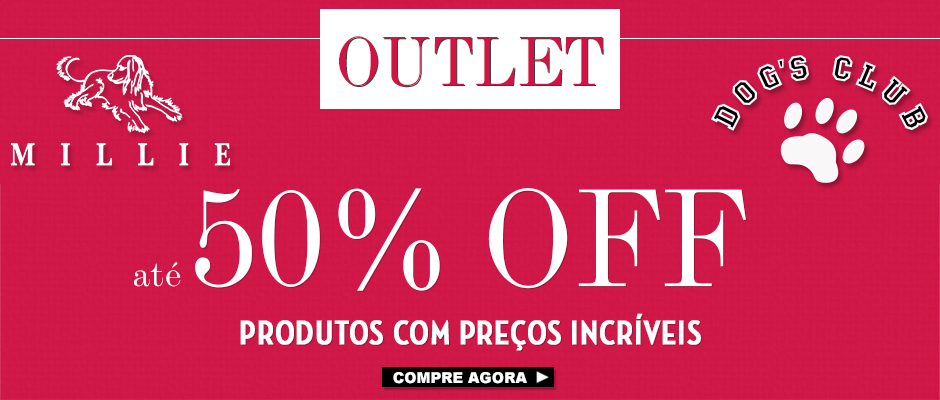 OUTLET
MILLIE
DOG'S CLUB
até 50% OFF
PRODUTOS COM PREÇOS INCRÍVEIS
COMPRE AGORA